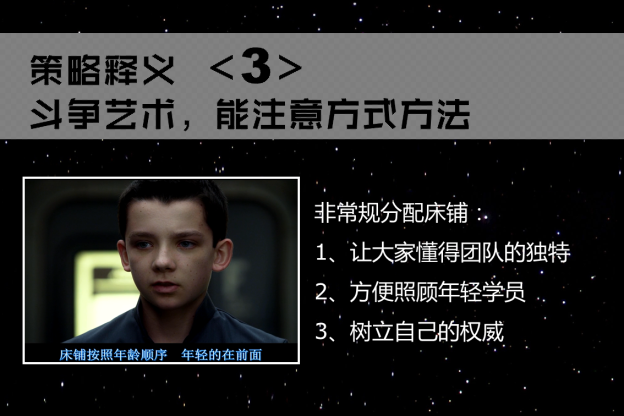 策略释义 <3>
斗争艺术，能注意方式方法
非常规分配床铺：
1、让大家懂得团队的独特
2、方便照顾年轻学员
3、树立自己的权威
床铺按照年龄顺序 年轻的在前面